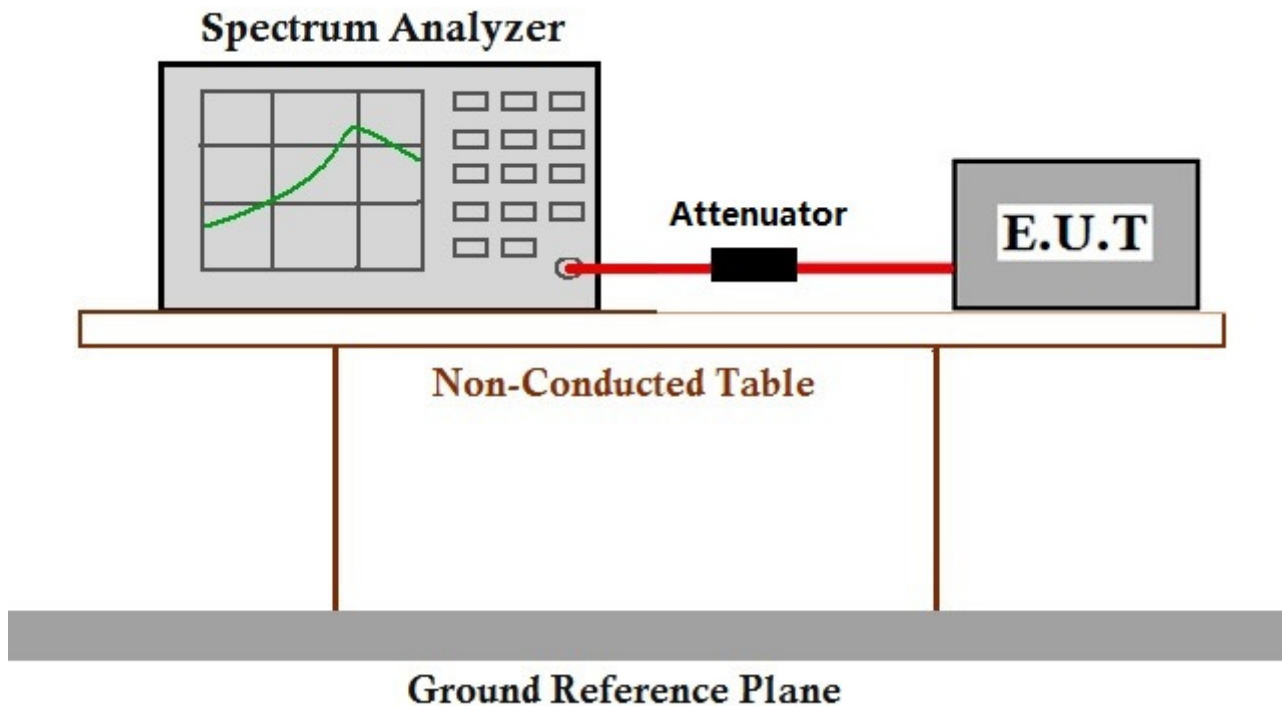 Spectrum Analyzer
Attenuator
E.U.T
Non-Conducted Table
Ground Reference Plane